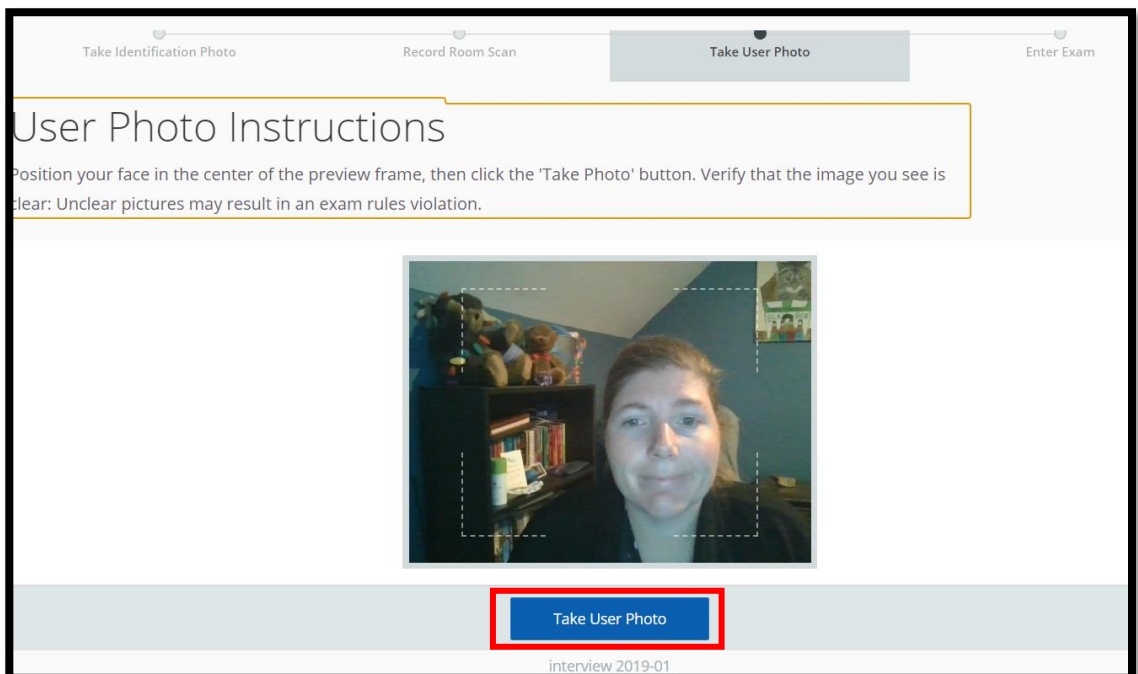 Take Identification Photo Record Room Scan Take User Photo Enter Exam
User Photo Instructions
Position your face in the center of the preview frame, then click the 'Take Photo' button. Verify that the image you see is
clear: Unclear pictures may result in an exam rules violation.
Take User Photo
interview 2019-01